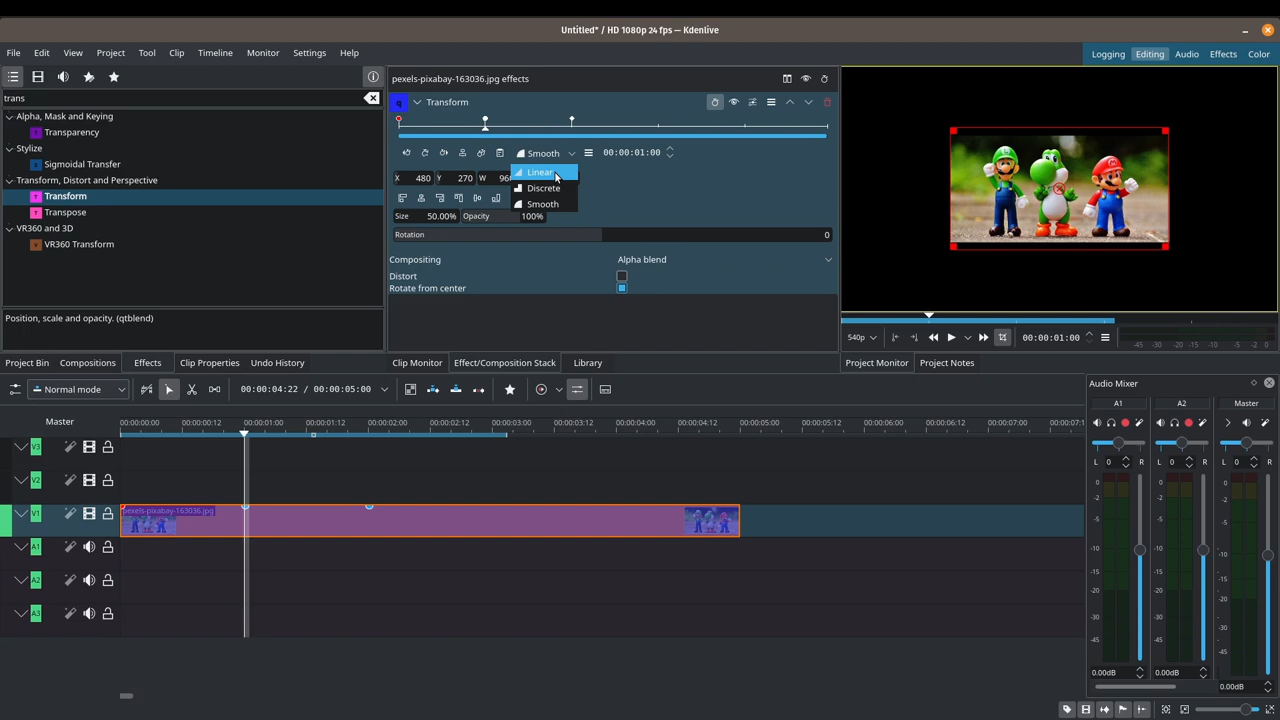 Untitled* / HD 1080p 24 fps — Kdenlive
File Edit View Project Tool Clip Timeline Monitor Settings Help
Logging Editing Audio Effects Color
trans
Alpha, Mask and Keying
Transparency
Stylize
Sigmoidal Transfer
Transform, Distort and Perspective
Transform
Transpose
VR360 and 3D
VR360 Transform
Position, scale and opacity. (qtblend)
Project Bin Compositions Effects Clip Properties Undo History
pexels-pixabay-163036.jpg effects
q Transform
Smooth 00:00:01:00
Linear
Discrete
Smooth
X 480 Y 270 W 960
Size 50.00% Opacity 100%
Rotation 0
Compositing Alpha blend
Distort
Rotate from center
Clip Monitor Effect/Composition Stack Library
540p 00:00:01:00
-45 -30 -20 -15 -10 -5 0
Project Monitor Project Notes
Normal mode 00:00:04:22 / 00:00:05:00
Master 00:00:00:00 00:00:00:12 00:00:01:00 00:00:01:12 00:00:02:00 00:00:02:12 00:00:03:00 00:00:03:12 00:00:04:00 00:00:04:12 00:00:05:00 00:00:05:12 00:00:06:00 00:00:06:12 00:00:07:00 00:00:07:1
V3
V2
V1 pexels-pixabay-163036.jpg
A1
A2
A3
Audio Mixer
A1 A2 Master
L 0 R L 0 R L 0 R
0 0 0
-2 -2 -2
-5 -5 -5
-10 -10 -10
-15 -15 -15
-20 -20 -20
-30 -30 -30
-45 -45 -45
0.00dB 0.00dB 0.00dB